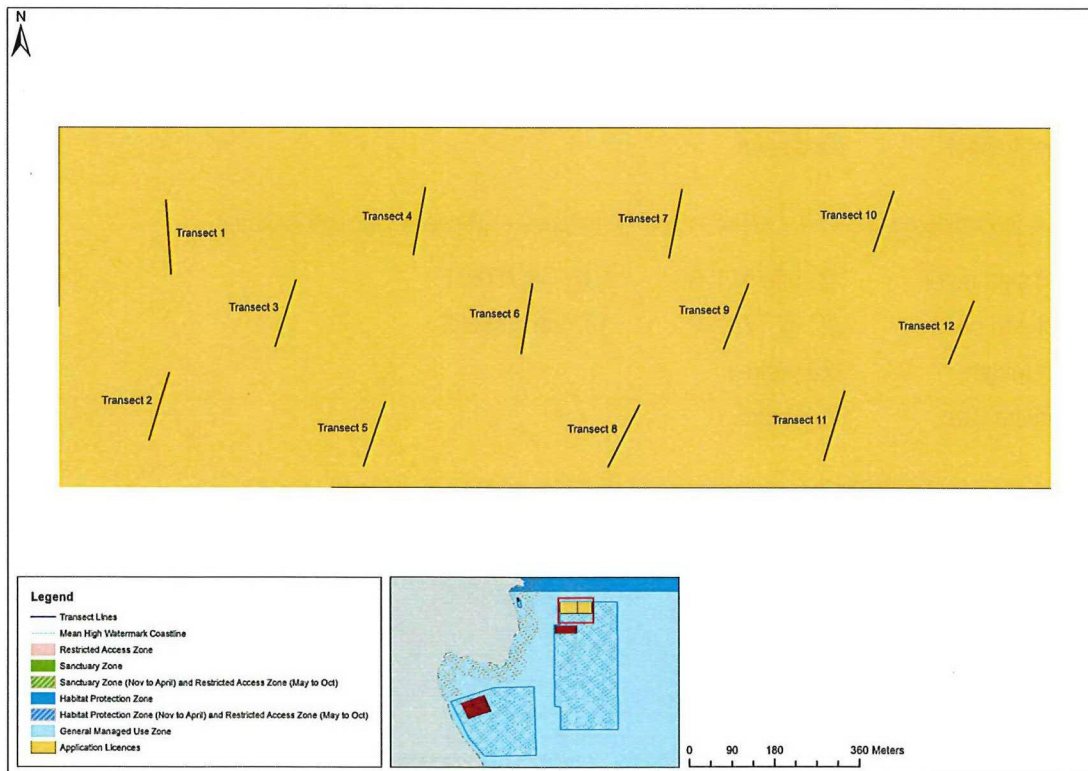 N
Transect 4
Transect 7
Transect 10
Transect 1
Transect 3
Transect 6
Transect 9
Transect 12
Transect 2
Transect 5
Transect 8
Transect 11
Legend
Transect Lines
Mean High Watermark Coastline
Restricted Access Zone
Sanctuary Zone
Sanctuary Zone (Nov to April) and Restricted Access Zone (May to Oct)
Habitat Protection Zone
Habitat Protection Zone (Nov to April) and Restricted Access Zone (May to Oct)
General Managed Use Zone
Application Licences
0 90 180 360 Meters